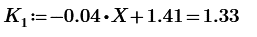 K₁ := −0.04 • X + 1.41 = 1.33